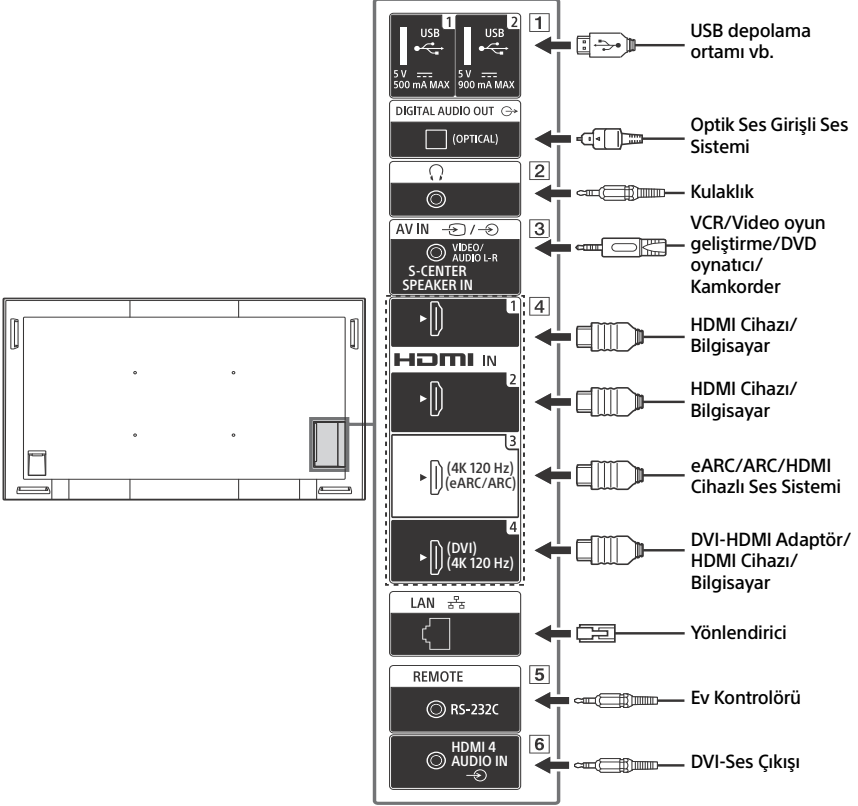 1
2
USB
USB
5 V
500 mA MAX
5 V
900 mA MAX
1
USB depolama
ortamı vb.
DIGITAL AUDIO OUT
(OPTICAL)
Optik Ses Girişli Ses
Sistemi
2
Kulaklık
AV IN
/
3
VIDEO/
AUDIO L-R
S-CENTER
SPEAKER IN
VCR/Video oyun
geliştirme/DVD
oynatıcı/
Kamkorder
1
4
HDMI Cihazı/
Bilgisayar
HDMI IN
2
HDMI Cihazı/
Bilgisayar
3
(4K 120 Hz)
(eARC/ARC)
eARC/ARC/HDMI
Cihazlı Ses Sistemi
4
(DVI)
(4K 120 Hz)
DVI-HDMI Adaptör/
HDMI Cihazı/
Bilgisayar
LAN
Yönlendirici
REMOTE
5
RS-232C
Ev Kontrolörü
6
HDMI 4
AUDIO IN
DVI-Ses Çıkışı